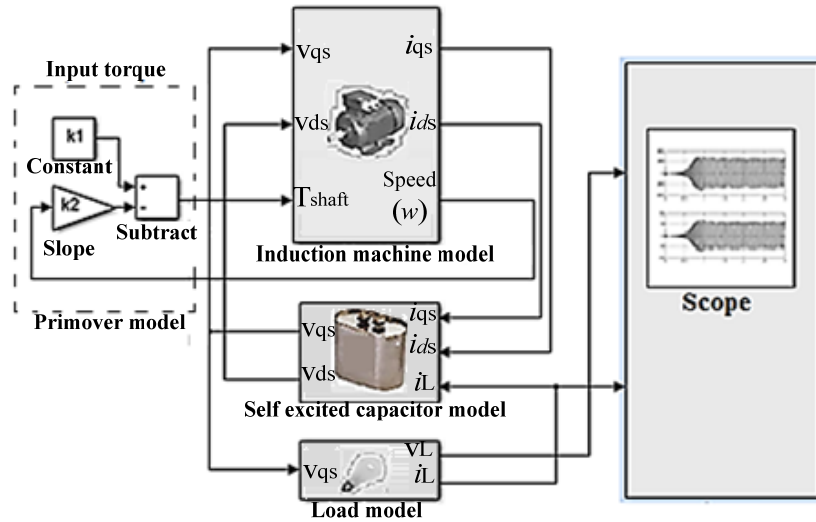 Input torque
k1
Constant
k2
Slope
+
-
Subtract
Primover model
Vqs
Vds
Tshaft
iqs
ids
Speed
(w)
Induction machine model
Vqs
Vds
iqs
ids
iL
Self excited capacitor model
Vqs
vL
iL
Load model
Scope